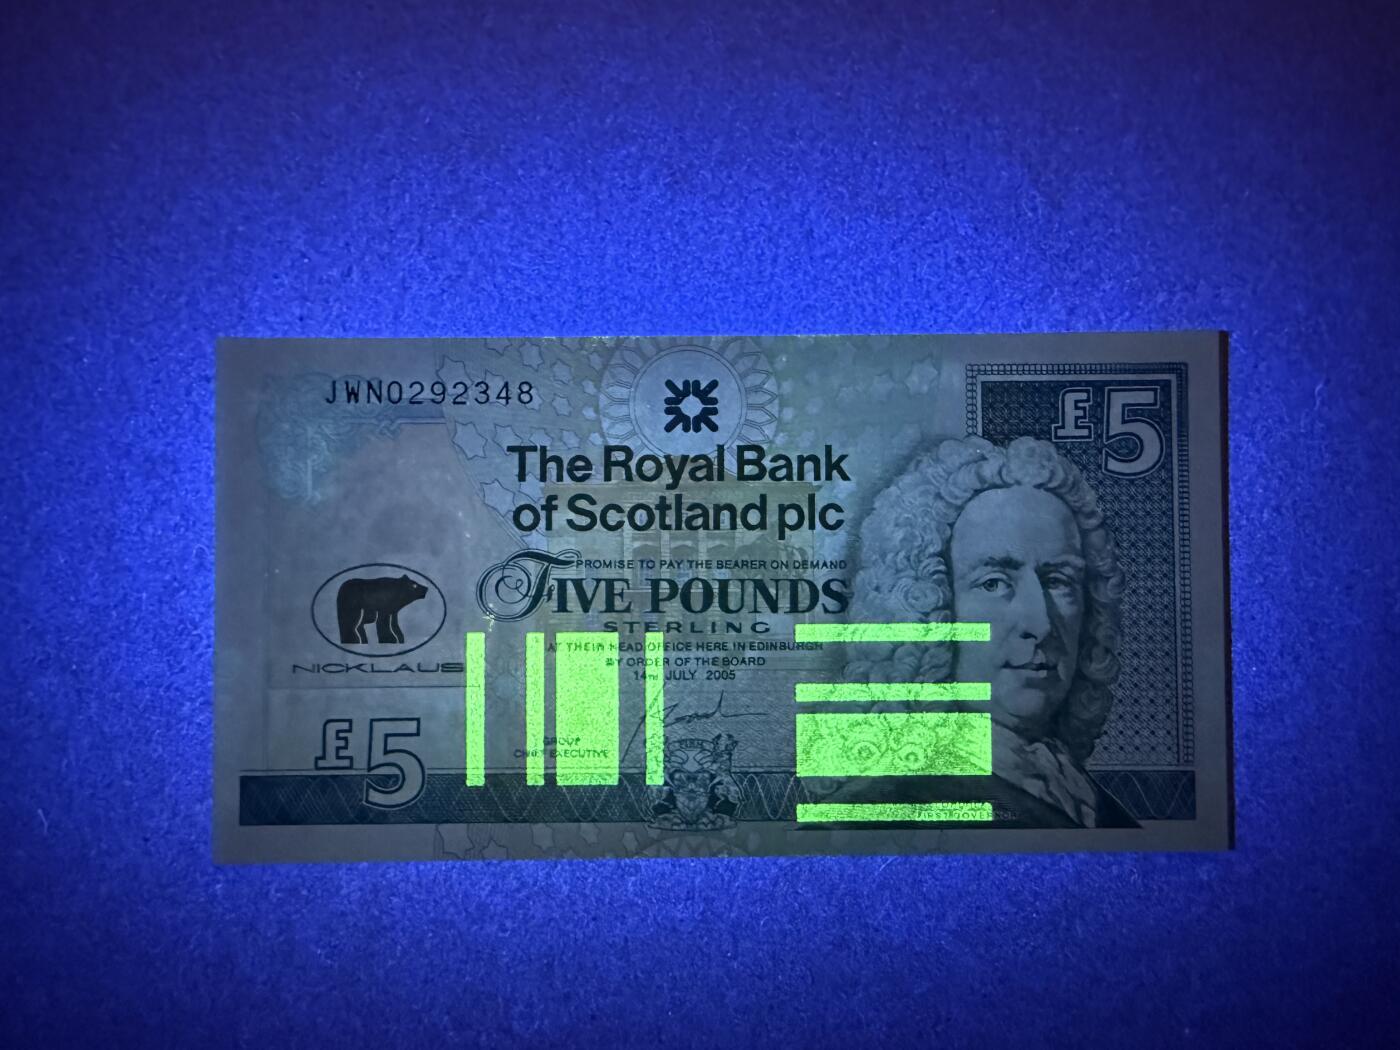 JWN0292348
£5
The Royal Bank
of Scotland plc
PROMISE TO PAY THE BEARER ON DEMAND
FIVE POUNDS
STERLING
AT THEIR HEAD OFFICE HERE IN EDINBURGH
BY ORDER OF THE BOARD
14TH JULY 2005
NICKLAUS
£5
GROUP
CHIEF EXECUTIVE
FIRST GOVERNOR